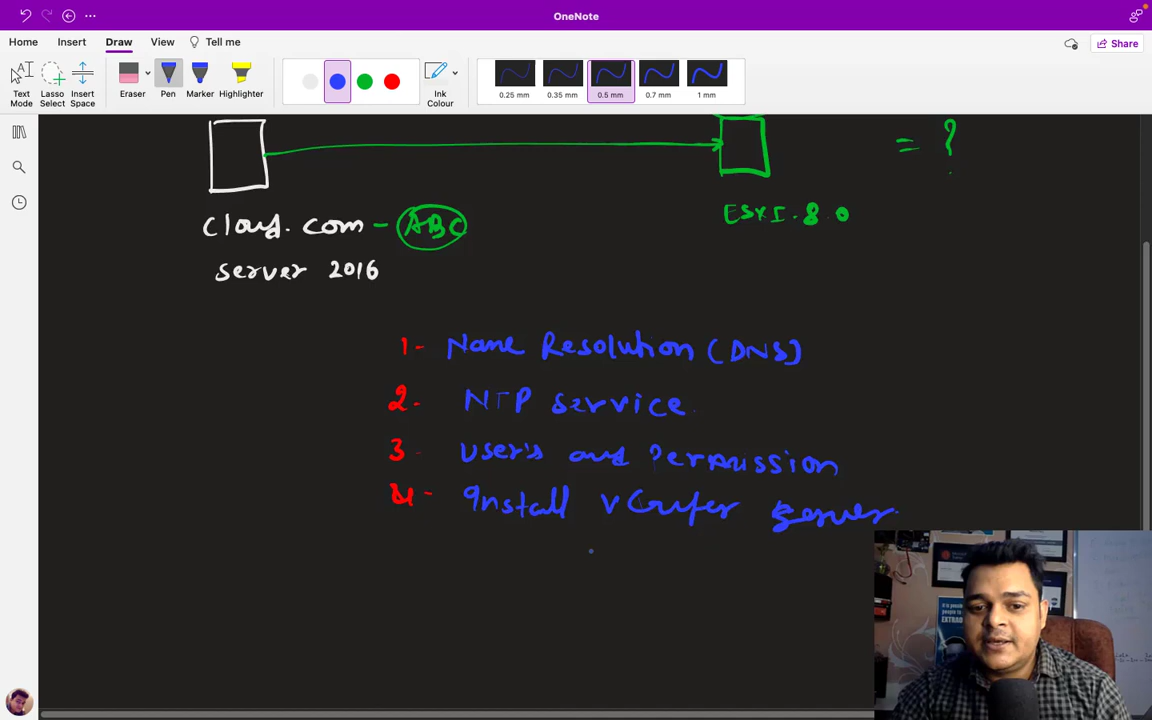 OneNote
Home Insert Draw View Tell me
Share
Text Mode
Lasso Select
Insert Space
Eraser
Pen
Marker
Highlighter
Ink Colour
0.25 mm
0.35 mm
0.5 mm
0.7 mm
1 mm
= ?
cloud.com - ABC
ESXI.8.0
server 2016
1- Name Resolution (DNS)
2- NTP service.
3- User's and Permission
4- Install vCenter Server.
EXTRAO